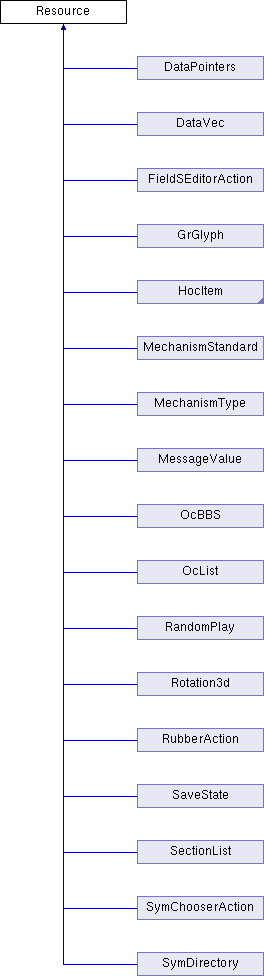 Resource
DataPointers
DataVec
FieldSEditorAction
GrGlyph
HocItem
MechanismStandard
MechanismType
MessageValue
OcBBS
OcList
RandomPlay
Rotation3d
RubberAction
SaveState
SectionList
SymChooserAction
SymDirectory